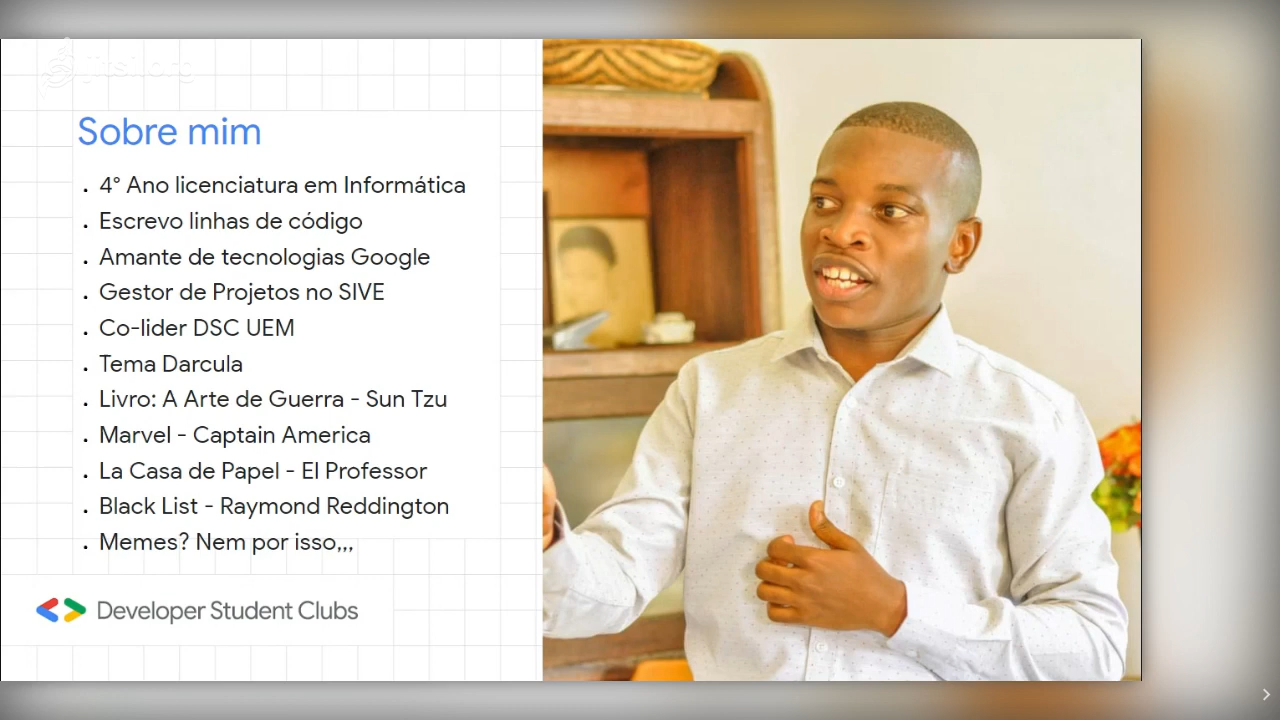 jitsi.org
Sobre mim
. 4° Ano licenciatura em Informática
. Escrevo linhas de código
. Amante de tecnologias Google
. Gestor de Projetos no SIVE
. Co-lider DSC UEM
. Tema Darcula
. Livro: A Arte de Guerra - Sun Tzu
. Marvel - Captain America
. La Casa de Papel - El Professor
. Black List - Raymond Reddington
. Memes? Nem por isso,,,
Developer Student Clubs